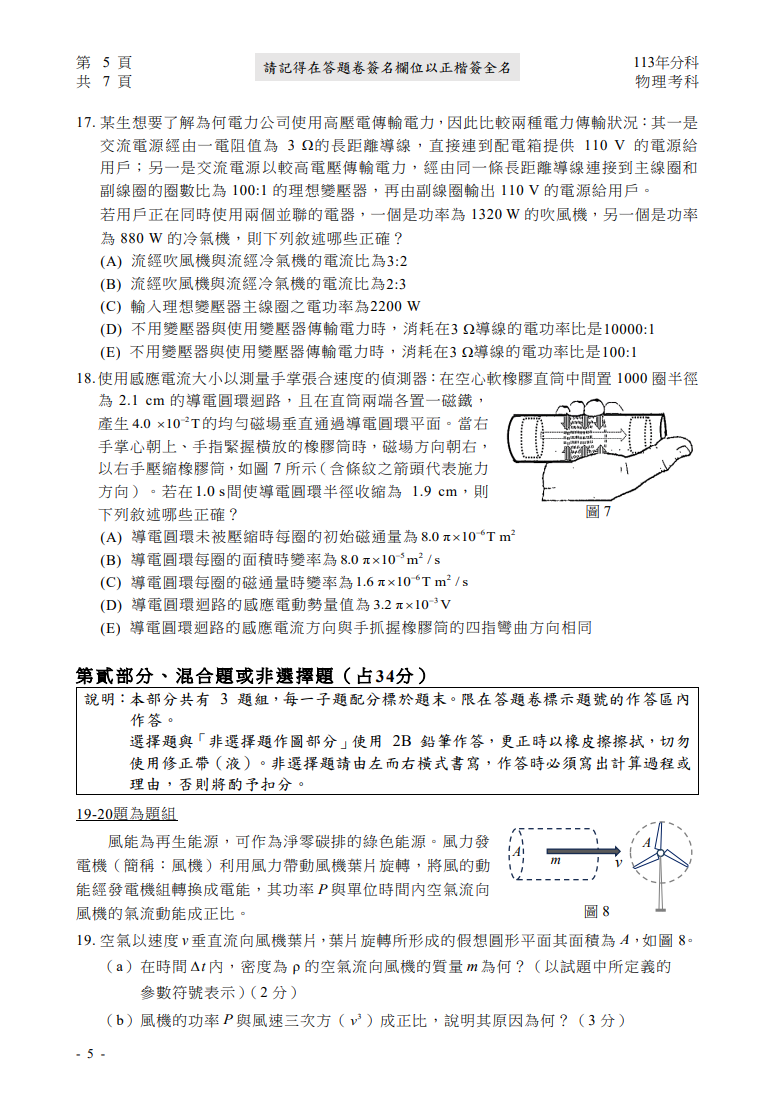 第 5 頁
共 7 頁
請記得在答題卷簽名欄位以正楷簽全名
113年分科
物理考科
17. 某生想要了解為何電力公司使用高壓電傳輸電力，因此比較兩種電力傳輸狀況：其一是
交流電源經由一電阻值為 3 Ω的長距離導線，直接連到配電箱提供 110 V 的電源給
用戶；另一是交流電源以較高電壓傳輸電力，經由同一條長距離導線連接到主線圈和
副線圈的圈數比為 100:1 的理想變壓器，再由副線圈輸出 110 V 的電源給用戶。
若用戶正在同時使用兩個並聯的電器，一個是功率為 1320 W 的吹風機，另一個是功率
為 880 W 的冷氣機，則下列敘述哪些正確？
(A) 流經吹風機與流經冷氣機的電流比為3:2
(B) 流經吹風機與流經冷氣機的電流比為2:3
(C) 輸入理想變壓器主線圈之電功率為2200 W
(D) 不用變壓器與使用變壓器傳輸電力時，消耗在3 Ω導線的電功率比是10000:1
(E) 不用變壓器與使用變壓器傳輸電力時，消耗在3 Ω導線的電功率比是100:1
18. 使用感應電流大小以測量手掌張合速度的偵測器：在空心軟橡膠直筒中間置 1000 圈半徑
為 2.1 cm 的導電圓環迴路，且在直筒兩端各置一磁鐵，
產生 4.0 ×10⁻²T 的均勻磁場垂直通過導電圓環平面。當右
手掌心朝上、手指緊握橫放的橡膠筒時，磁場方向朝右，
以右手壓縮橡膠筒，如圖 7 所示（含條紋之箭頭代表施力
方向）。若在1.0 s間使導電圓環半徑收縮為 1.9 cm，則
下列敘述哪些正確？
圖 7
(A) 導電圓環未被壓縮時每圈的初始磁通量為 8.0 π×10⁻⁶T m²
(B) 導電圓環每圈的面積時變率為 8.0 π×10⁻⁵m² / s
(C) 導電圓環每圈的磁通量時變率為 1.6 π×10⁻⁶T m² / s
(D) 導電圓環迴路的感應電動勢量值為 3.2 π×10⁻³V
(E) 導電圓環迴路的感應電流方向與手抓握橡膠筒的四指彎曲方向相同
第貳部分、混合題或非選擇題（占34分）
說明：本部分共有 3 題組，每一子題配分標於題末。限在答題卷標示題號的作答區內
作答。
選擇題與「非選擇題作圖部分」使用 2B 鉛筆作答，更正時以橡皮擦擦拭，切勿
使用修正帶（液）。非選擇題請由左而右橫式書寫，作答時必須寫出計算過程或
理由，否則將酌予扣分。
19-20題為題組
風能為再生能源，可作為淨零碳排的綠色能源。風力發
電機（簡稱：風機）利用風力帶動風機葉片旋轉，將風的動
能經發電機組轉換成電能，其功率 P 與單位時間內空氣流向
風機的氣流動能成正比。
A
m
v
A
圖 8
19. 空氣以速度 v 垂直流向風機葉片，葉片旋轉所形成的假想圓形平面其面積為 A，如圖 8。
（a）在時間 Δt 內，密度為 ρ 的空氣流向風機的質量 m 為何？（以試題中所定義的
參數符號表示）（2 分）
（b）風機的功率 P 與風速三次方（ v³ ）成正比，說明其原因為何？（3 分）
- 5 -